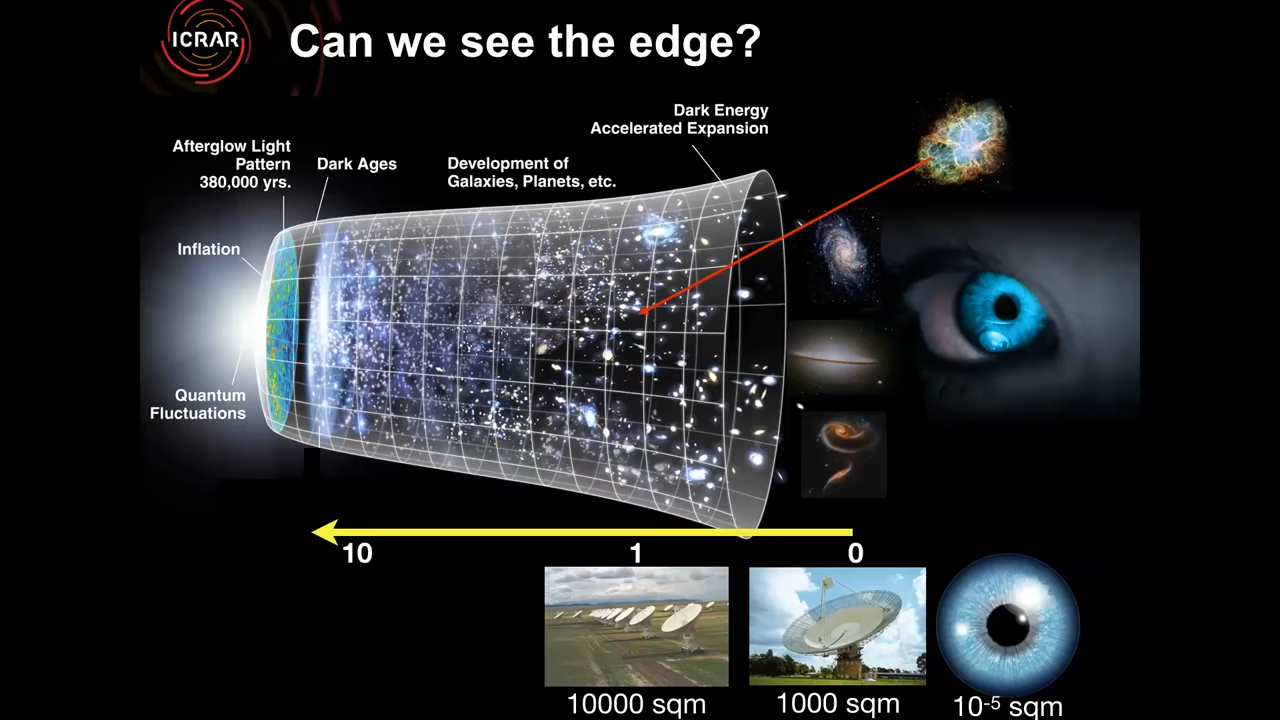 ICRAR
Can we see the edge?
Dark Energy
Accelerated Expansion
Afterglow Light
Pattern
380,000 yrs.
Dark Ages
Development of
Galaxies, Planets, etc.
Inflation
Quantum
Fluctuations
10
1
0
10000 sqm
1000 sqm
10⁻⁵ sqm